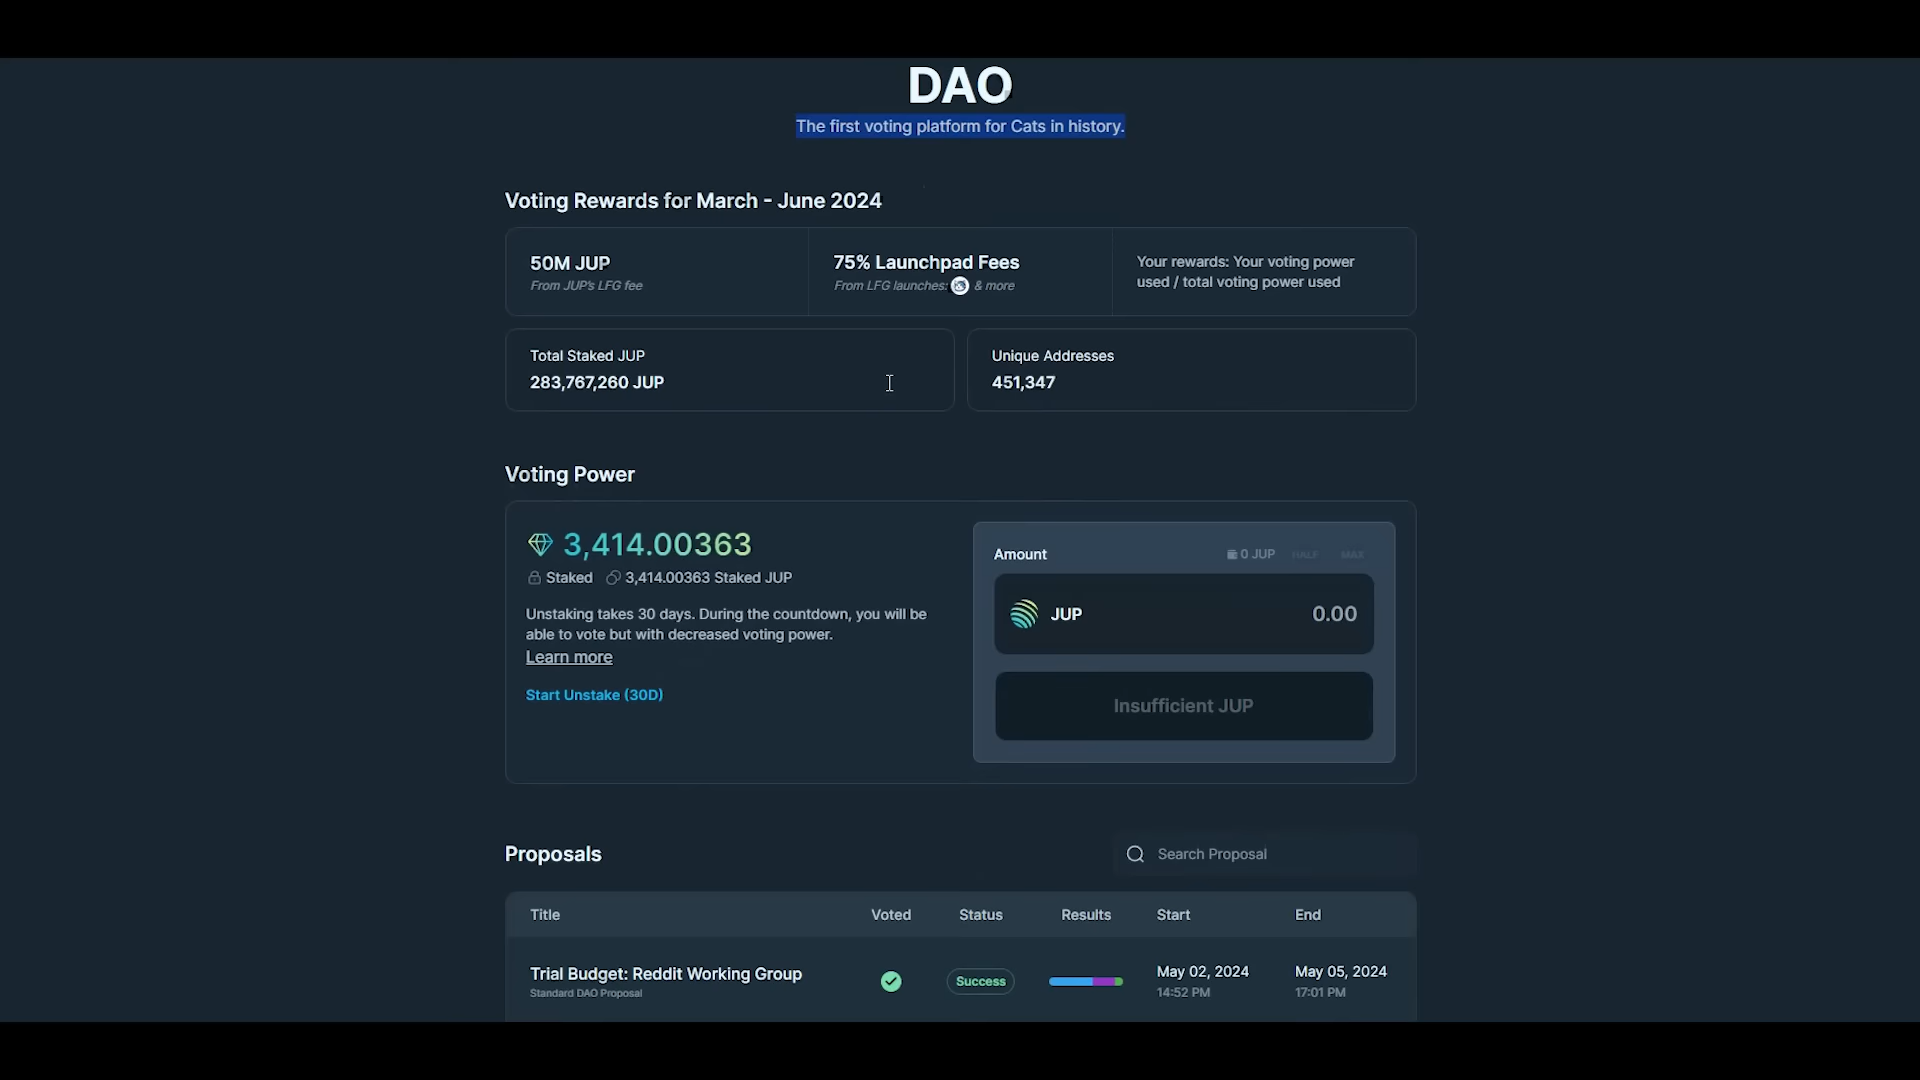 DAO
The first voting platform for Cats in history.
Voting Rewards for March - June 2024
50M JUP
From JUP's LFG fee
75% Launchpad Fees
From LFG launches: & more
Your rewards: Your voting power
used / total voting power used
Total Staked JUP
283,767,260 JUP
Unique Addresses
451,347
Voting Power
3,414.00363
Staked 3,414.00363 Staked JUP
Unstaking takes 30 days. During the countdown, you will be
able to vote but with decreased voting power.
Learn more
Start Unstake (30D)
Amount
0 JUP HALF MAX
JUP 0.00
Insufficient JUP
Proposals
Search Proposal
Title Voted Status Results Start End
Trial Budget: Reddit Working Group
Standard DAO Proposal
Success
May 02, 2024
14:52 PM
May 05, 2024
17:01 PM